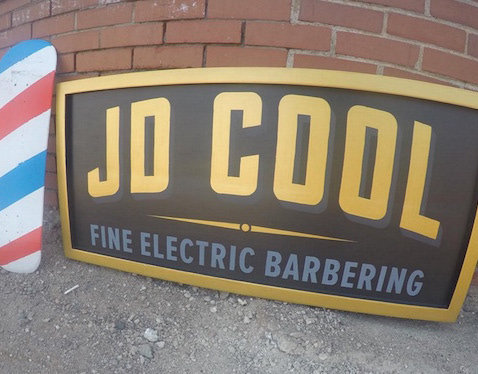 JD COOL
FINE ELECTRIC BARBERING